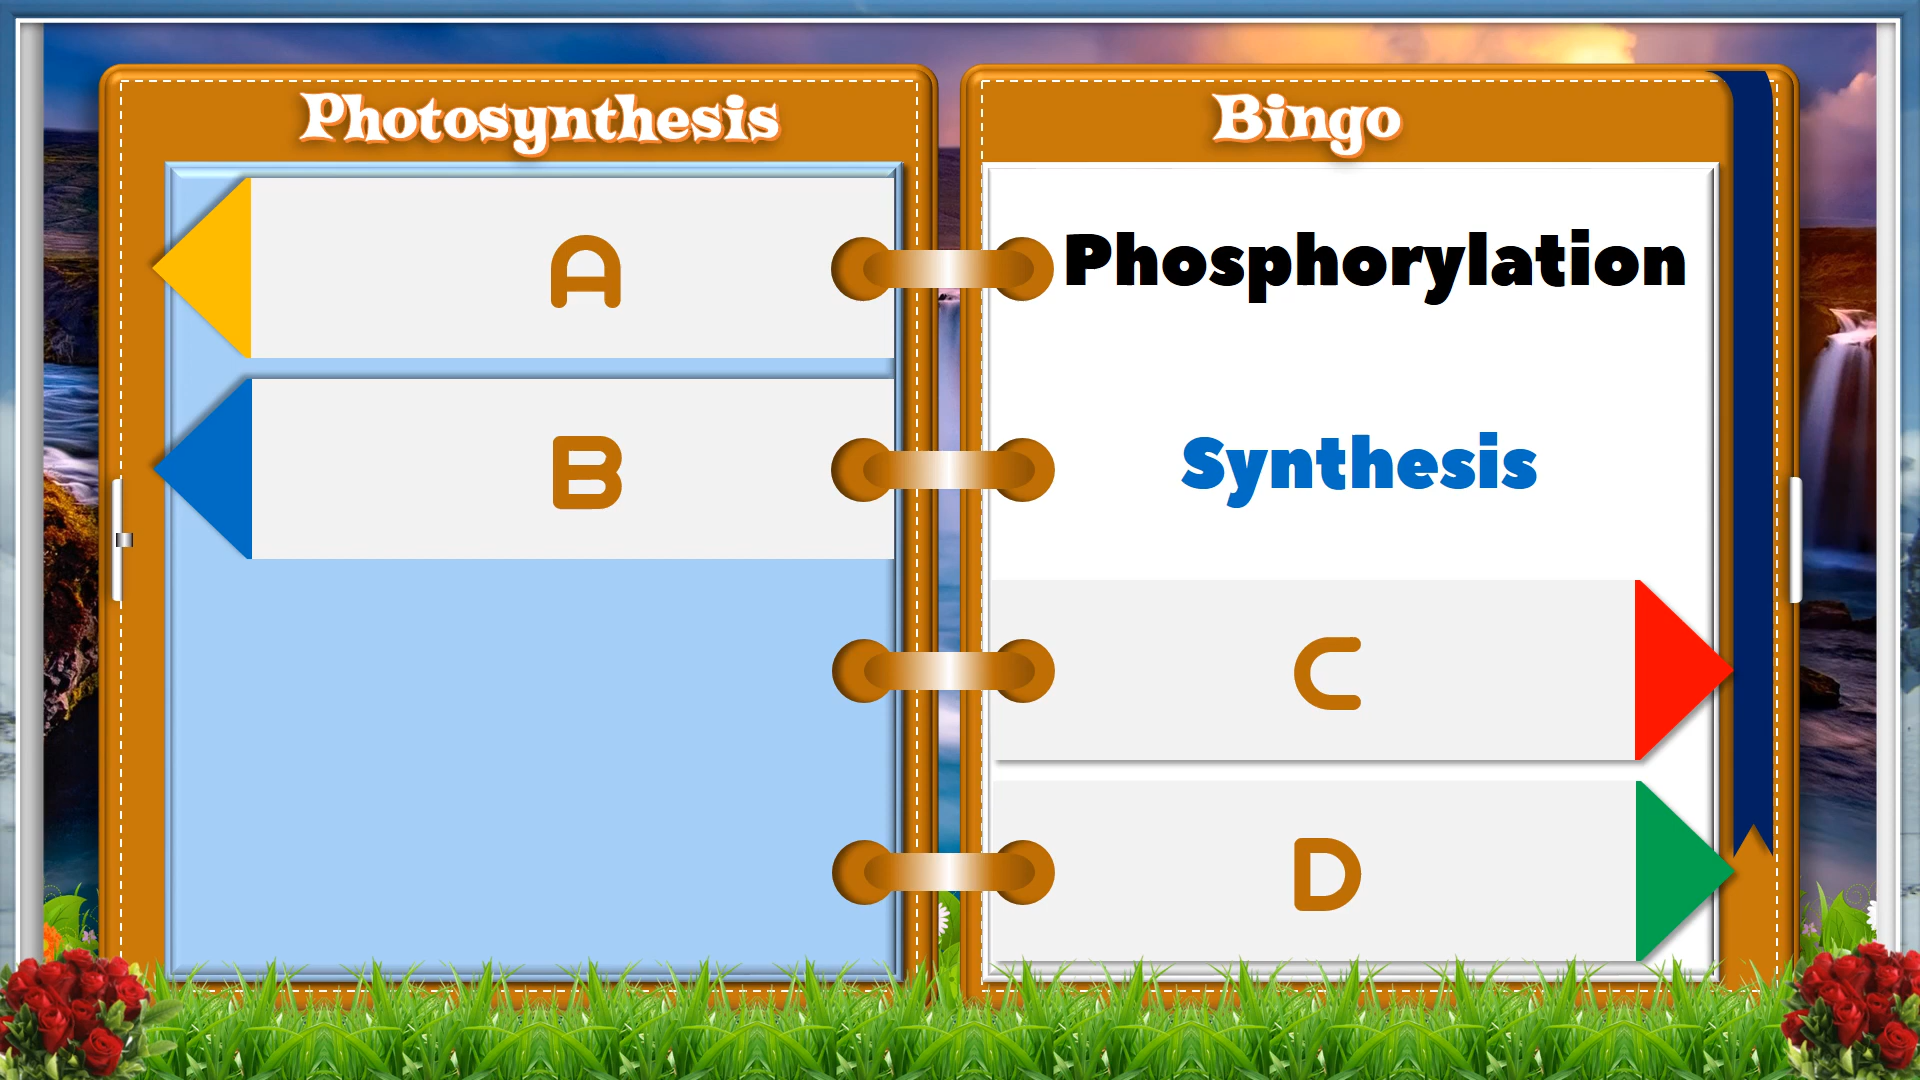 Photosynthesis
Bingo
A
Phosphorylation
B
Synthesis
C
D